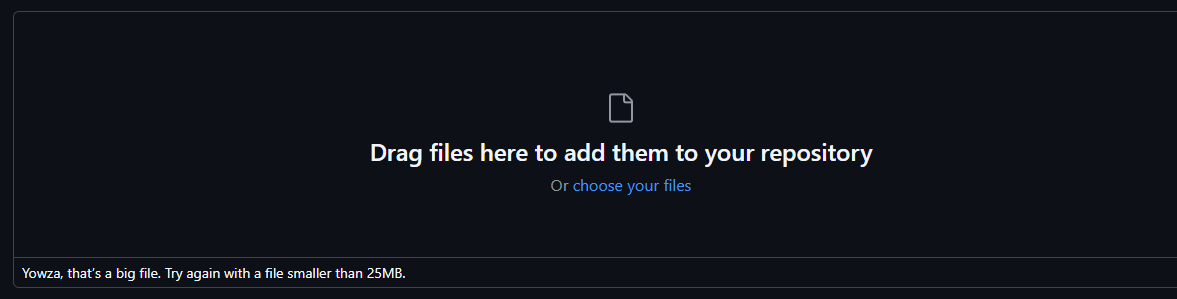 Drag files here to add them to your repository
Or choose your files
Yowza, that’s a big file. Try again with a file smaller than 25MB.